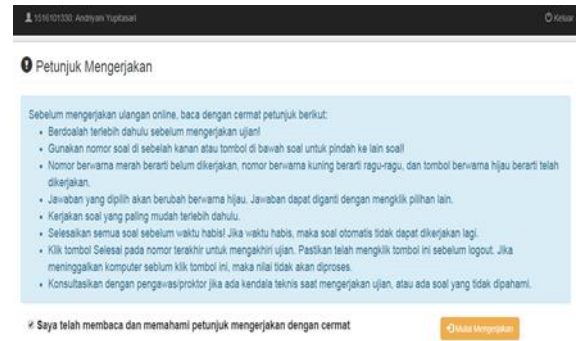 1516101330: Andriyani Yupitasari Keluar
Petunjuk Mengerjakan
Sebelum mengerjakan ulangan online, baca dengan cermat petunjuk berikut:
• Berdoalah terlebih dahulu sebelum mengerjakan ujian!
• Gunakan nomor soal di sebelah kanan atau tombol di bawah soal untuk pindah ke lain soal!
• Nomor berwarna merah berarti belum dikerjakan, nomor berwarna kuning berarti ragu-ragu, dan tombol berwarna hijau berarti telah
dikerjakan.
• Jawaban yang dipilih akan berubah berwarna hijau. Jawaban dapat diganti dengan mengklik pilihan lain.
• Kerjakan soal yang paling mudah terlebih dahulu.
• Selesaikan semua soal sebelum waktu habis! Jika waktu habis, maka soal otomatis tidak dapat dikerjakan lagi.
• Klik tombol Selesai pada nomor terakhir untuk mengakhiri ujian. Pastikan telah mengklik tombol ini sebelum logout. Jika
meninggalkan komputer seblum klik tombol ini, maka nilai tidak akan diproses.
• Konsultasikan dengan pengawas/proktor jika ada kendala teknis saat mengerjakan ujian, atau ada soal yang tidak dipahami.
Saya telah membaca dan memahami petunjuk mengerjakan dengan cermat
Mulai Mengerjakan